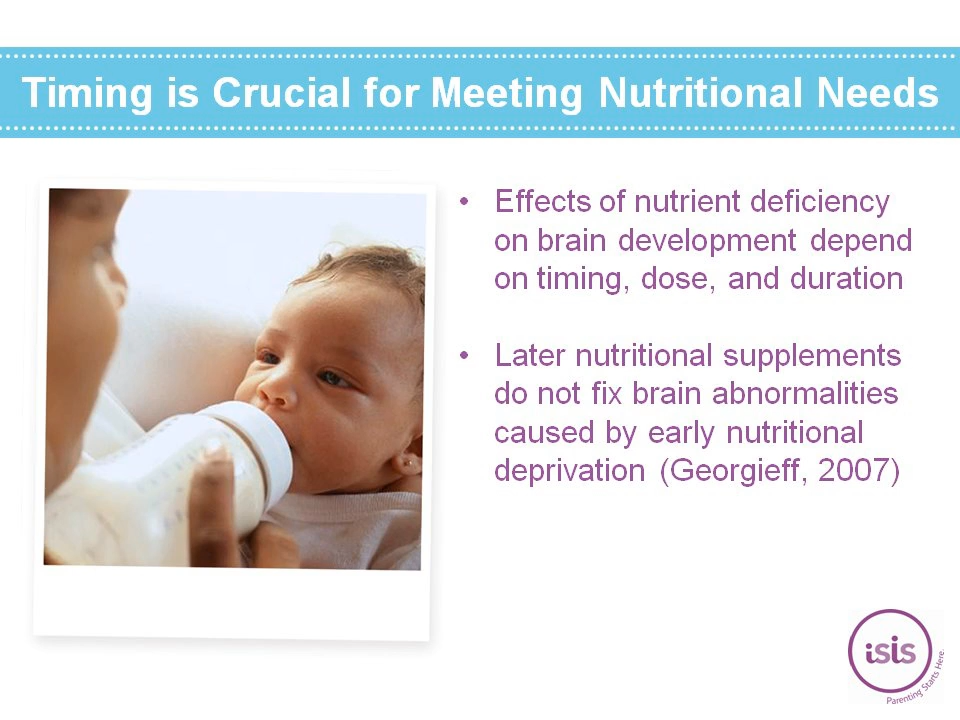 Timing is Crucial for Meeting Nutritional Needs
• Effects of nutrient deficiency
on brain development depend
on timing, dose, and duration
• Later nutritional supplements
do not fix brain abnormalities
caused by early nutritional
deprivation (Georgieff, 2007)
isis
Parenting Starts Here.